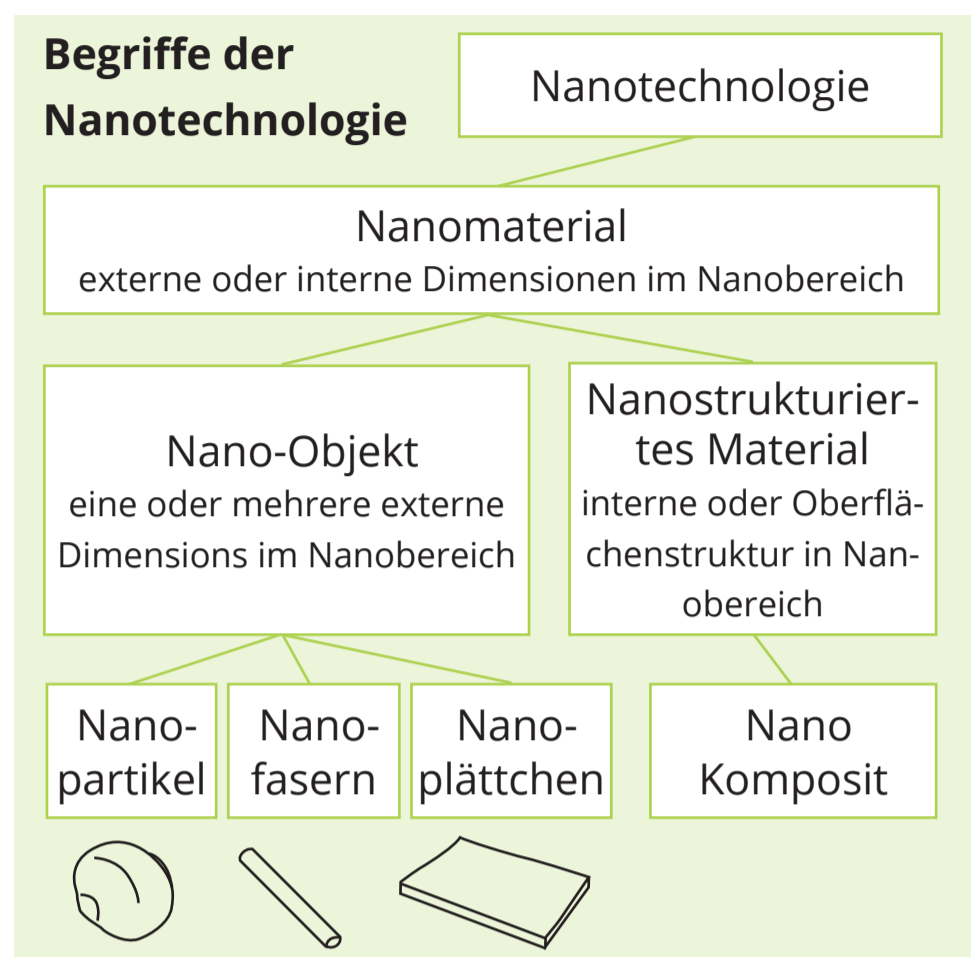 Begriffe der
Nanotechnologie
Nanotechnologie
Nanomaterial
externe oder interne Dimensionen im Nanobereich
Nano-Objekt
eine oder mehrere externe
Dimensions im Nanobereich
Nanostrukturier-
tes Material
interne oder Oberflä-
chenstruktur in Nan-
obereich
Nano-
partikel
Nano-
fasern
Nano-
plättchen
Nano
Komposit